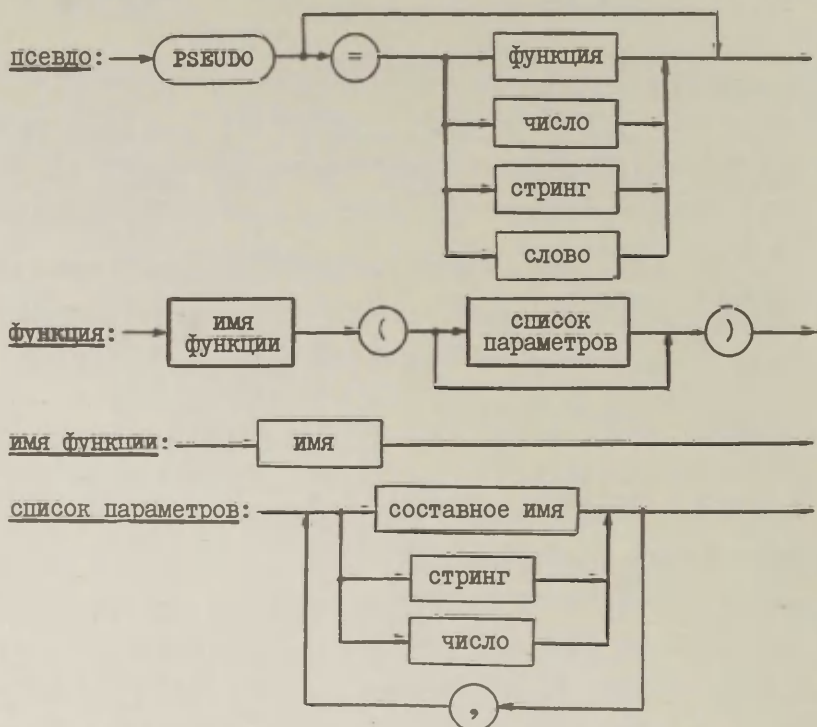 псевдо: PSEUDO = функция
число
стринг
слово
функция: имя функции ( список параметров )
имя функции: имя
список параметров: составное имя
стринг
число
,